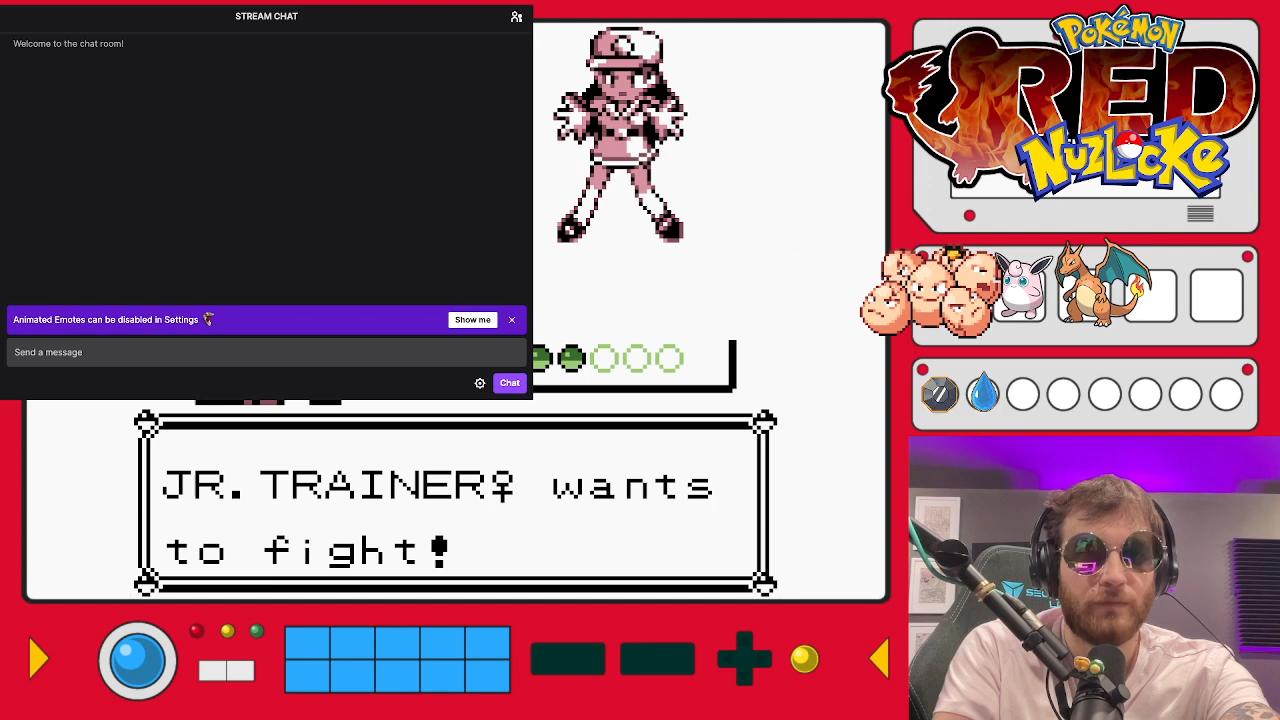 STREAM CHAT
Welcome to the chat room!
Animated Emotes can be disabled in Settings
Show me
Send a message
Chat
JR.TRAINER♀ wants
to fight!
POKéMON
RED
NUZLOCKE